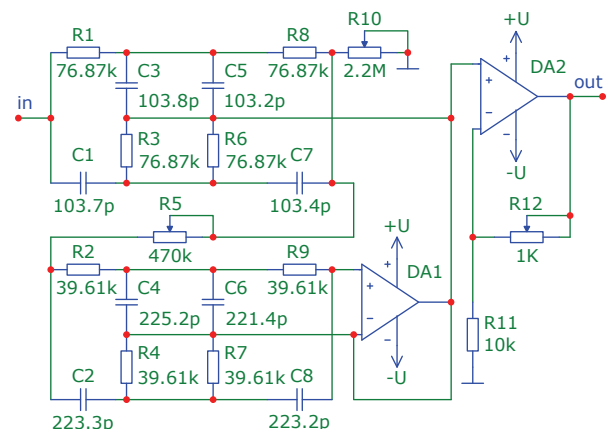 R10
+U
R1
R8
DA2
C3
C5
76.87k
76.87k
2.2M
in
103.8p
103.2p
out
R3
R6
C1
76.87k
76.87k
C7
-U
R5
R12
103.7p
103.4p
+U
R2
470k
R9
1K
DA1
39.61k
39.61k
C4
C6
225.2p
221.4p
R11
R4
R7
10k
C2
39.61k
39.61k
C8
-U
223.3p
223.2p